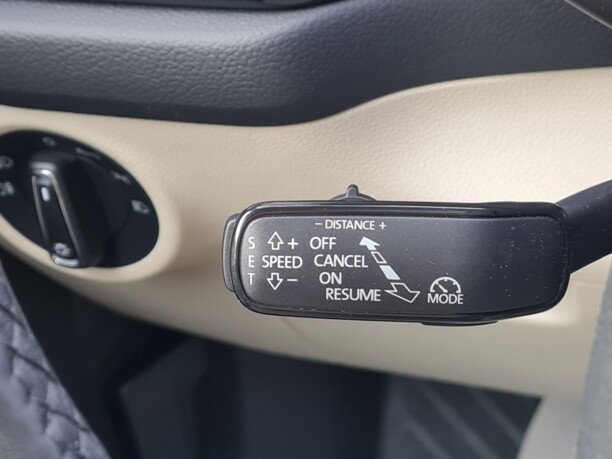 - DISTANCE +
S + OFF
E SPEED CANCEL
T - ON
RESUME MODE